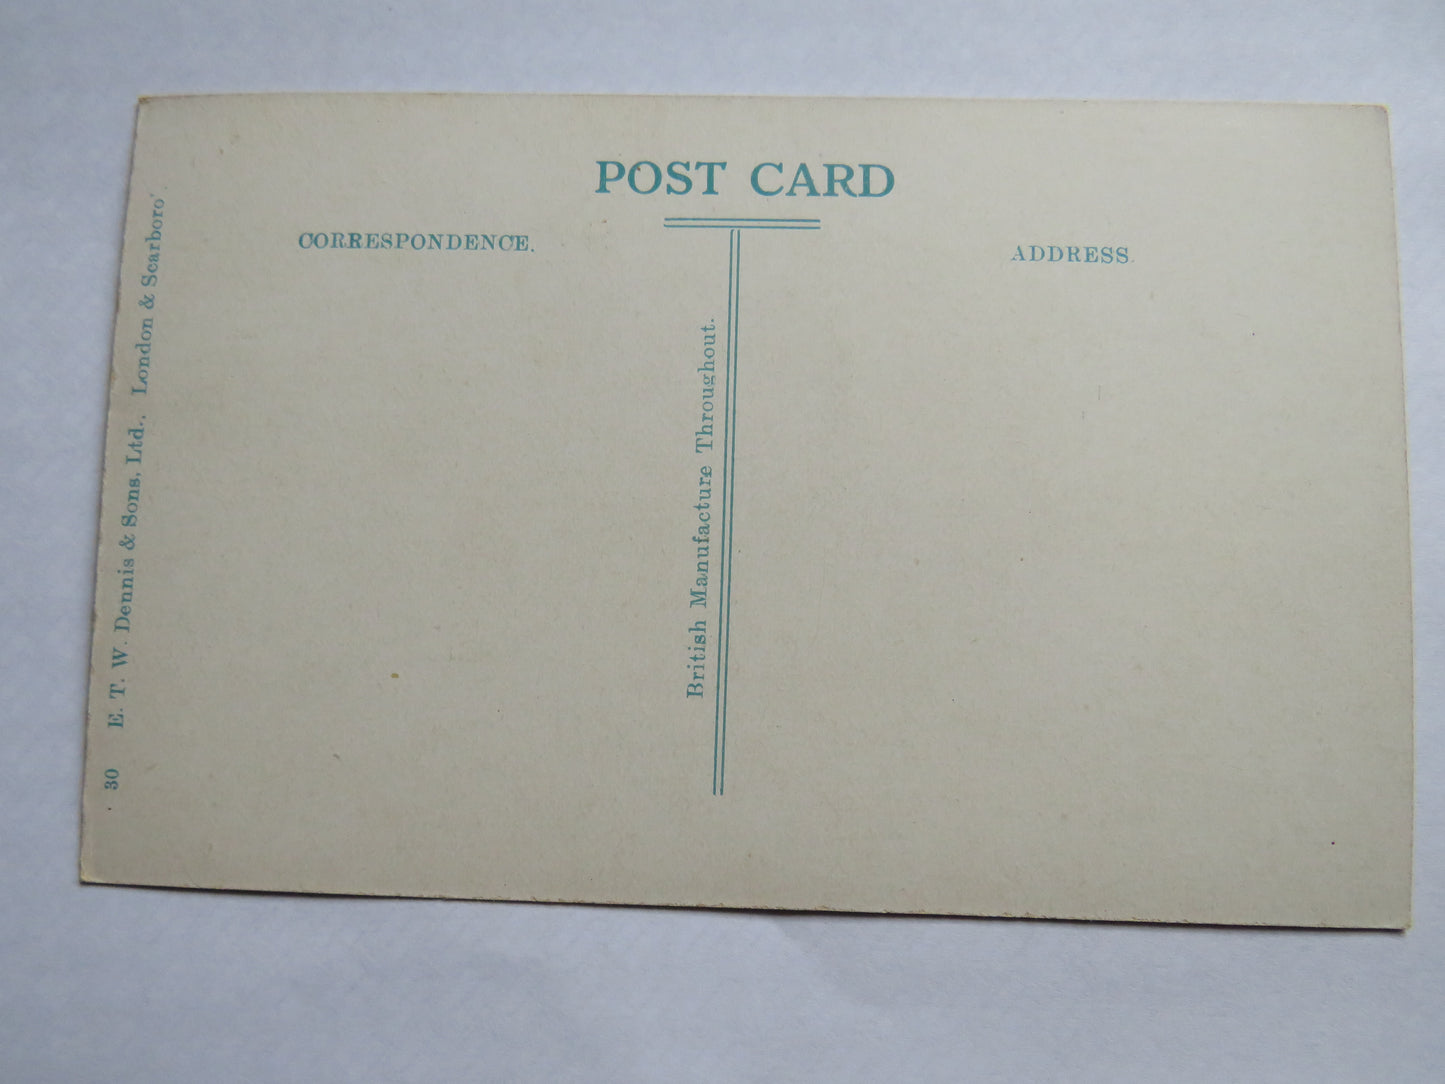 POST CARD
CORRESPONDENCE.
ADDRESS.
British Manufacture Throughout.
30 E. T. W. Dennis & Sons, Ltd., London & Scarboro'.